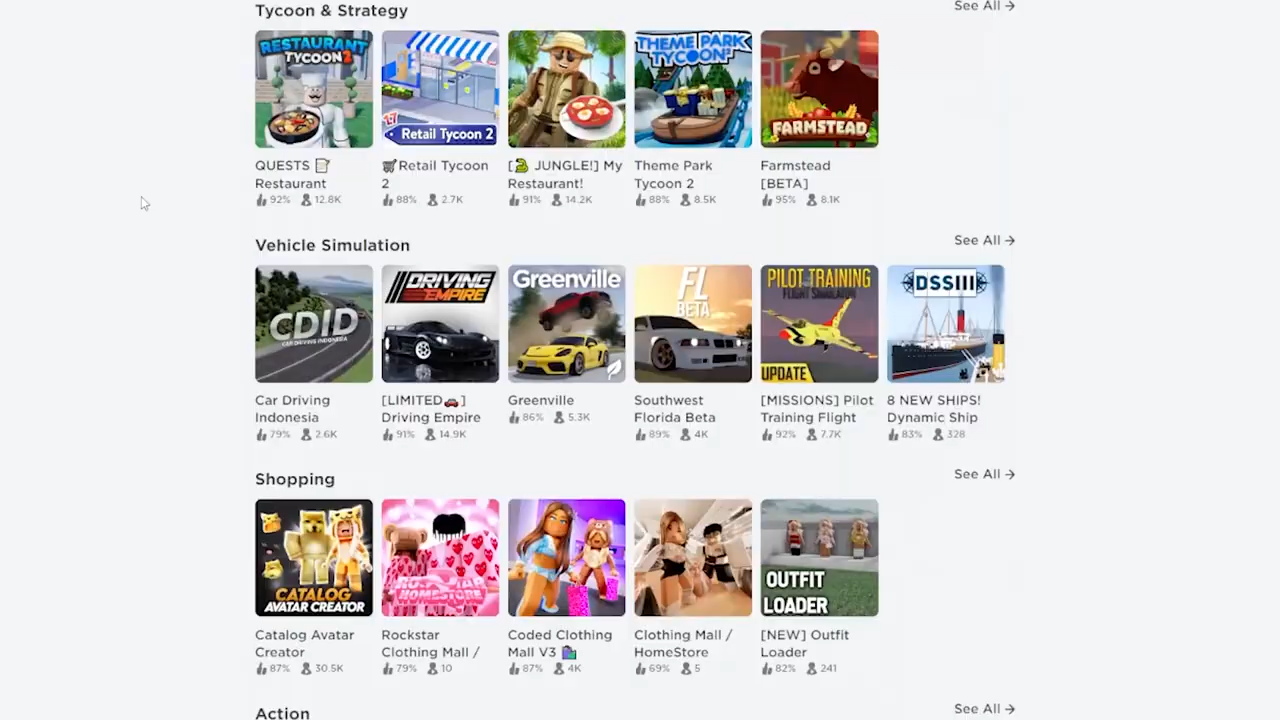 Tycoon & Strategy
See All →
RESTAURANT
TYCOON 2
Retail Tycoon 2
THEME PARK
TYCOON 2
FARMSTEAD
QUESTS 📝
Restaurant
92% 12.8K
🛒Retail Tycoon
2
88% 2.7K
[🐍 JUNGLE!] My
Restaurant!
91% 14.2K
Theme Park
Tycoon 2
88% 8.5K
Farmstead
[BETA]
95% 8.1K
Vehicle Simulation
See All →
CDID
CAR DRIVING INDONESIA
DRIVING
EMPIRE
Greenville
FL
BETA
PILOT TRAINING
FLIGHT SIMULATOR
UPDATE
DSSIII
Car Driving
Indonesia
79% 2.6K
[LIMITED🚗]
Driving Empire
91% 14.9K
Greenville
86% 5.3K
Southwest
Florida Beta
89% 4K
[MISSIONS] Pilot
Training Flight
92% 7.7K
8 NEW SHIPS!
Dynamic Ship
83% 328
Shopping
See All →
CATALOG
AVATAR CREATOR
HOMESTORE
OUTFIT
LOADER
Catalog Avatar
Creator
87% 30.5K
Rockstar
Clothing Mall /
79% 10
Coded Clothing
Mall V3 🛍️
87% 4K
Clothing Mall /
HomeStore
69% 5
[NEW] Outfit
Loader
82% 241
Action
See All →